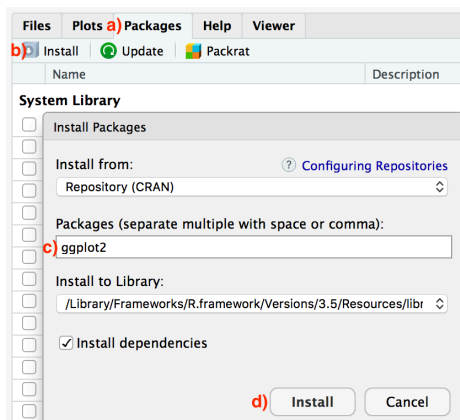 Files Plots a) Packages Help Viewer
b) Install Update Packrat
Name Description
System Library
Install Packages
Install from: ? Configuring Repositories
Repository (CRAN)
Packages (separate multiple with space or comma):
c) ggplot2
Install to Library:
/Library/Frameworks/R.framework/Versions/3.5/Resources/libr
Install dependencies
d) Install Cancel